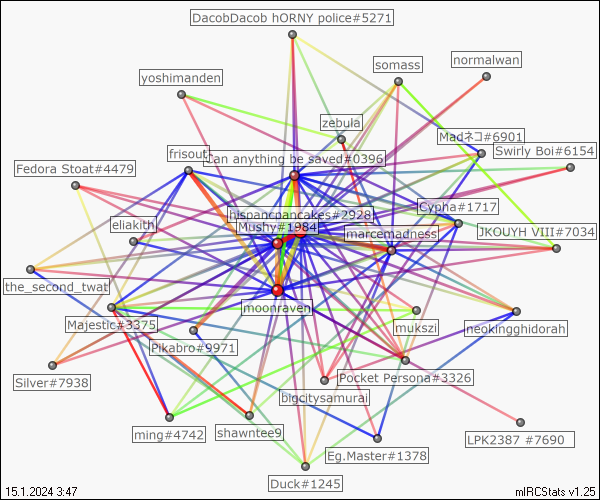 DacobDacob hORNY police#5271
normalwan
somass
yoshimanden
zebula
Madネコ#6901
Swirly Boi#6154
frisout
Can anything be saved#0396
Fedora Stoat#4479
Cypha#1717
hispancpancakes#2928
eliakith
Mushy#1984
marcemadness
JKOUYH VIII#7034
the_second_twat
moonraven
Majestic#3375
mukszi
neokingghidorah
Pikabro#9971
Silver#7938
Pocket Persona#3326
bigcitysamurai
ming#4742
shawntee9
LPK2387 #7690
Eg.Master#1378
Duck#1245
15.1.2024 3:47
mIRCStats v1.25